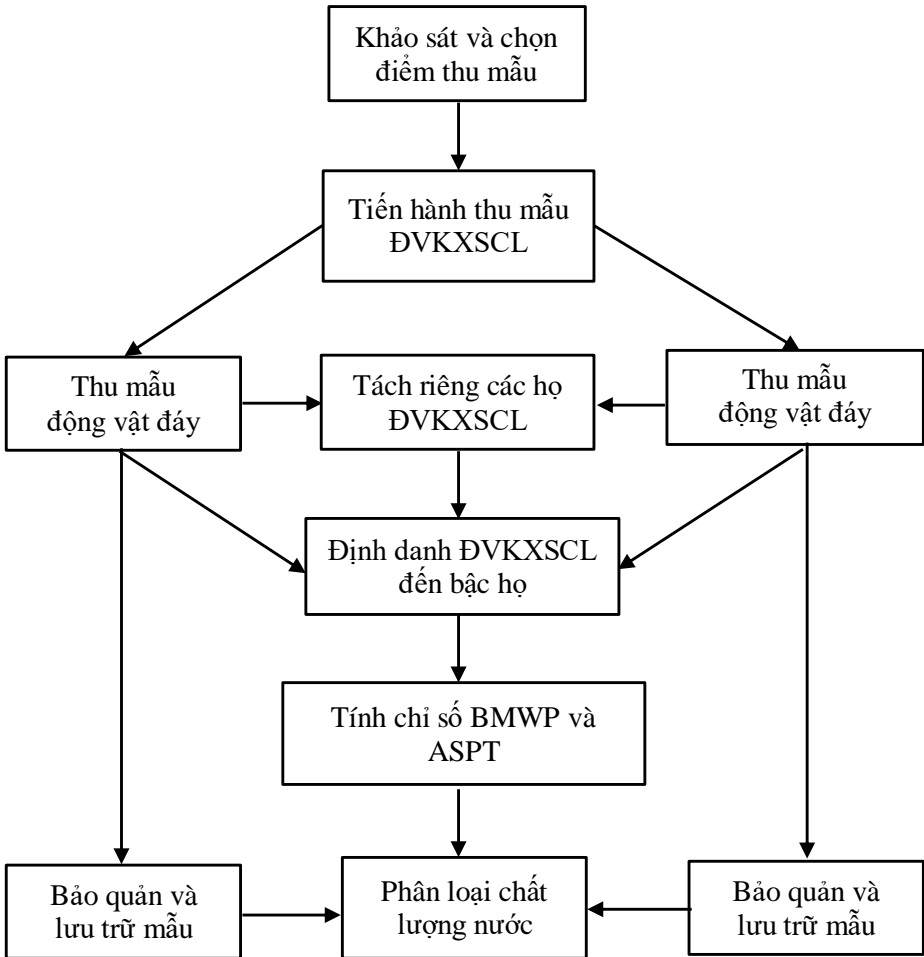 Khảo sát và chọn
điểm thu mẫu
Tiến hành thu mẫu
ĐVKXSCL
Thu mẫu
động vật đáy
Tách riêng các họ
ĐVKXSCL
Thu mẫu
động vật đáy
Định danh ĐVKXSCL
đến bậc họ
Tính chỉ số BMWP và
ASPT
Bảo quản và
lưu trữ mẫu
Phân loại chất
lượng nước
Bảo quản và
lưu trữ mẫu